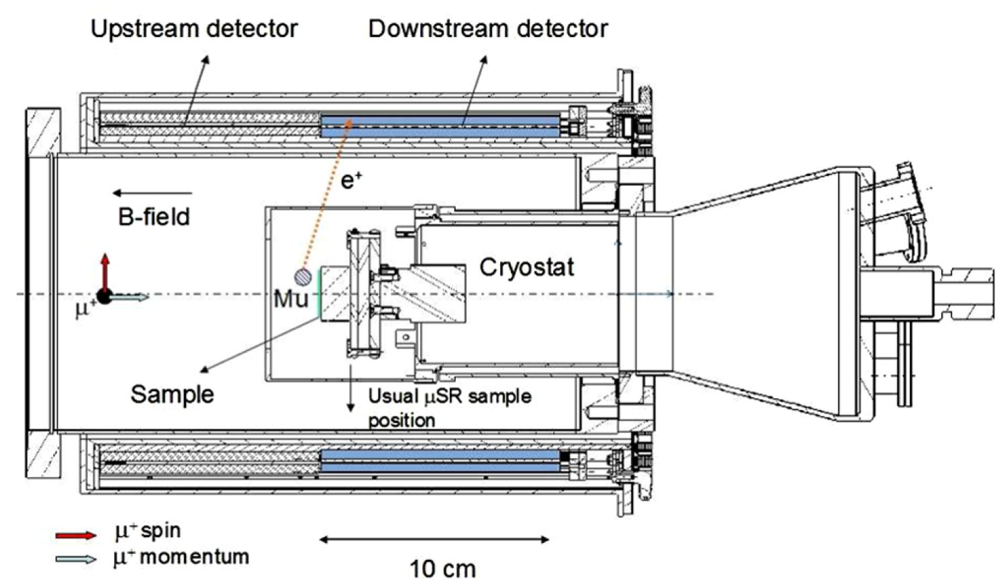 Upstream detector
Downstream detector
e⁺
B-field
Cryostat
μ⁺
Mu
Sample
Usual μSR sample
position
μ⁺ spin
μ⁺ momentum
10 cm